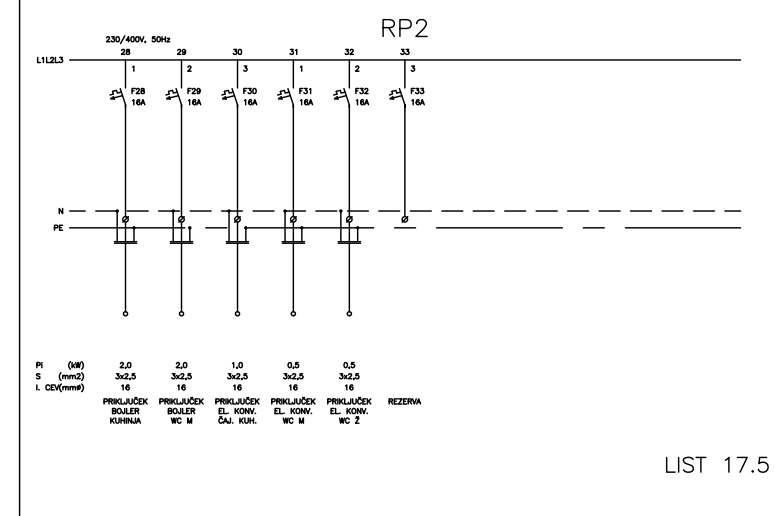 RP2
230/400V, 50Hz
28 29 30 31 32 33
L1L2L3
1 2 3 1 2 3
F28 F29 F30 F31 F32 F33
16A 16A 16A 16A 16A 16A
N
PE
Pi (kW) 2,0 2,0 1,0 0,5 0,5
S (mm2) 3x2,5 3x2,5 3x2,5 3x2,5 3x2,5
I. CEV(mmø) 16 16 16 16 16
PRIKLJUČEK PRIKLJUČEK PRIKLJUČEK PRIKLJUČEK PRIKLJUČEK REZERVA
BOJLER BOJLER EL. KONV. EL. KONV. EL. KONV.
KUHINJA WC M ČAJ. KUH. WC M WC Ž
LIST 17.5